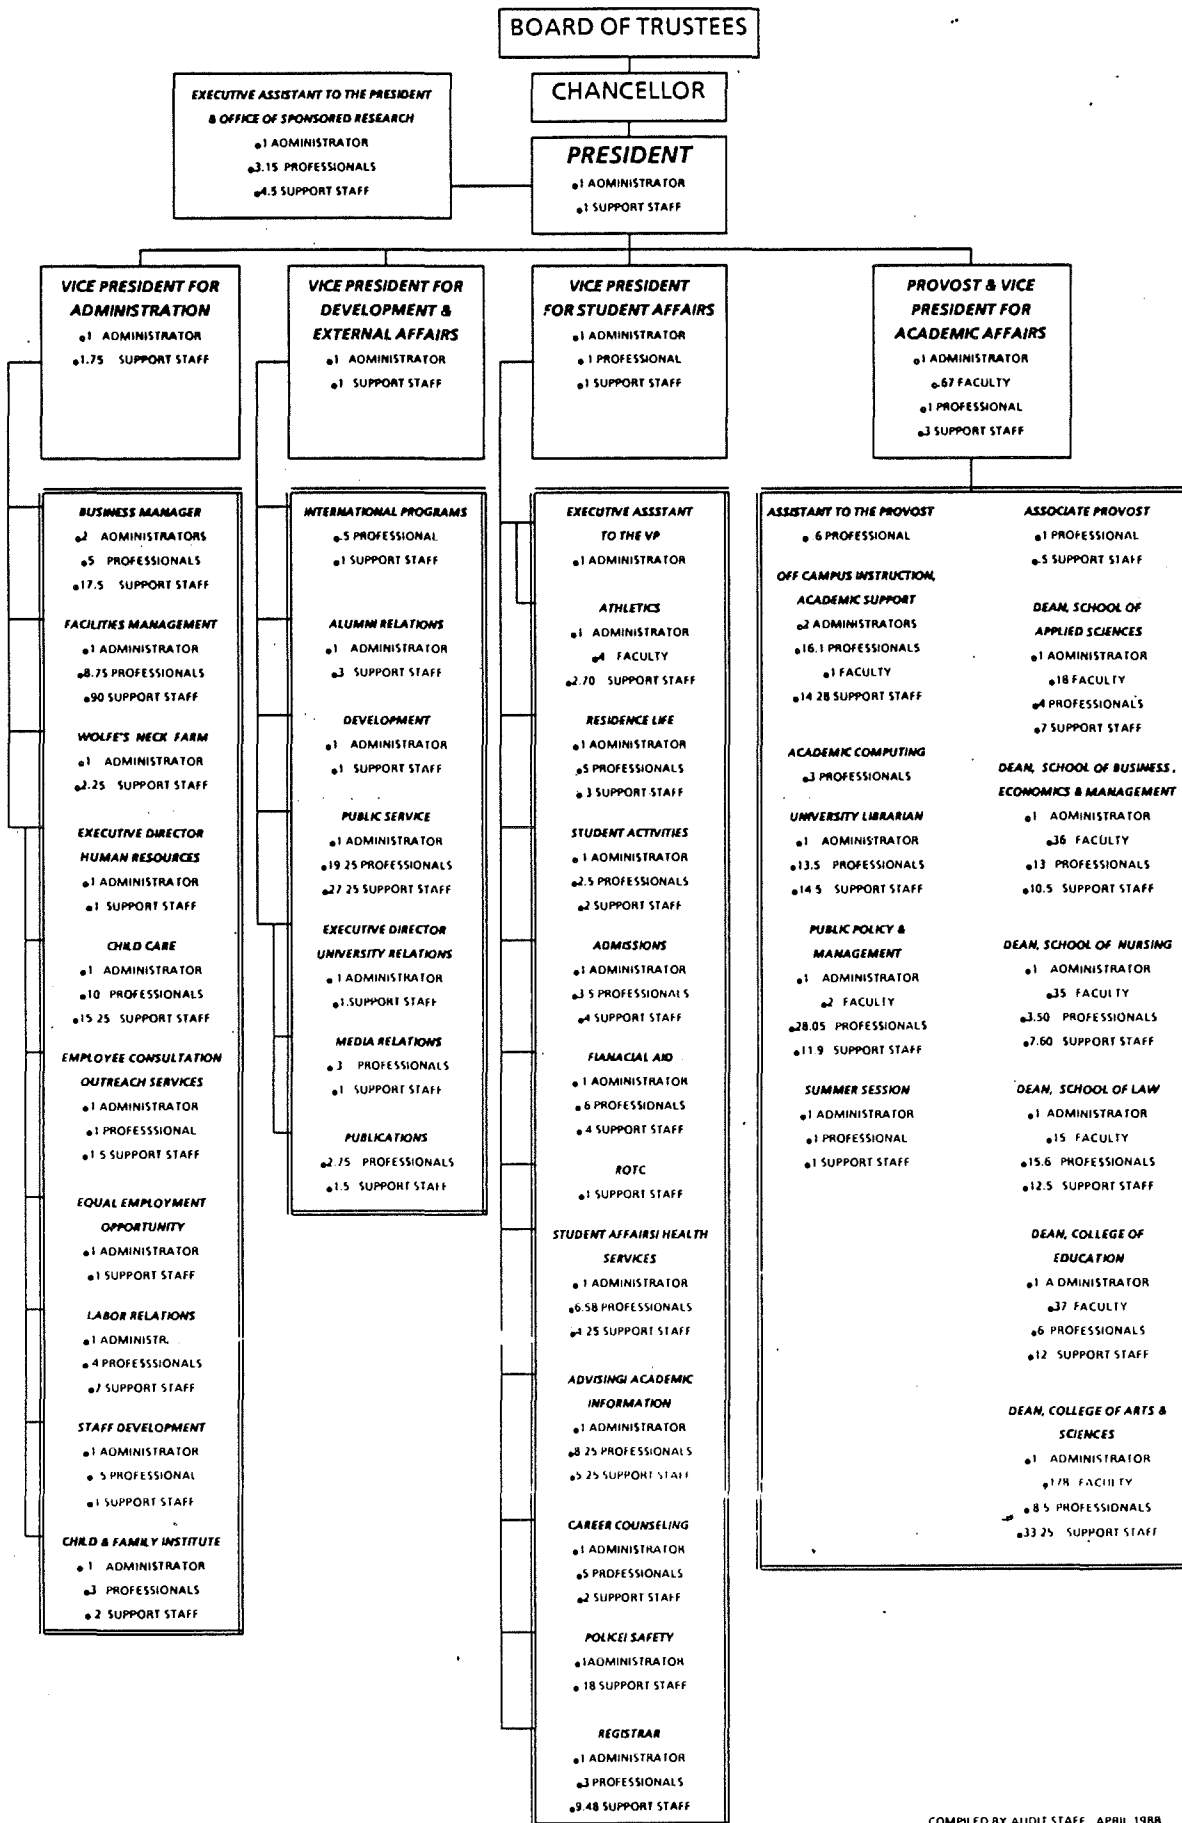 BOARD OF TRUSTEES
CHANCELLOR
EXECUTIVE ASSISTANT TO THE PRESIDENT
& OFFICE OF SPONSORED RESEARCH
•1 ADMINISTRATOR
•3.15 PROFESSIONALS
•4.5 SUPPORT STAFF
PRESIDENT
•1 ADMINISTRATOR
•1 SUPPORT STAFF
VICE PRESIDENT FOR
ADMINISTRATION
•1 ADMINISTRATOR
•1.75 SUPPORT STAFF
VICE PRESIDENT FOR
DEVELOPMENT &
EXTERNAL AFFAIRS
•1 ADMINISTRATOR
•1 SUPPORT STAFF
VICE PRESIDENT
FOR STUDENT AFFAIRS
•1 ADMINISTRATOR
•1 PROFESSIONAL
•1 SUPPORT STAFF
PROVOST & VICE
PRESIDENT FOR
ACADEMIC AFFAIRS
•1 ADMINISTRATOR
•.67 FACULTY
•1 PROFESSIONAL
•3 SUPPORT STAFF
BUSINESS MANAGER
•2 ADMINISTRATORS
•5 PROFESSIONALS
•17.5 SUPPORT STAFF
FACILITIES MANAGEMENT
•1 ADMINISTRATOR
•8.75 PROFESSIONALS
•90 SUPPORT STAFF
WOLFE'S NECK FARM
•1 ADMINISTRATOR
•2.25 SUPPORT STAFF
EXECUTIVE DIRECTOR
HUMAN RESOURCES
•1 ADMINISTRATOR
•1 SUPPORT STAFF
CHILD CARE
•1 ADMINISTRATOR
•10 PROFESSIONALS
•15.25 SUPPORT STAFF
EMPLOYEE CONSULTATION
OUTREACH SERVICES
•1 ADMINISTRATOR
•1 PROFESSSIONAL
•1 5 SUPPORT STAFF
EQUAL EMPLOYMENT
OPPORTUNITY
•1 ADMINISTRATOR
•1 SUPPORT STAFF
LABOR RELATIONS
•1 ADMINISTR.
•4 PROFESSSIONALS
•7 SUPPORT STAFF
STAFF DEVELOPMENT
•1 ADMINISTRATOR
•5 PROFESSIONAL
•1 SUPPORT STAFF
CHILD & FAMILY INSTITUTE
•1 ADMINISTRATOR
•3 PROFESSIONALS
•2 SUPPORT STAFF
INTERNATIONAL PROGRAMS
•.5 PROFESSIONAL
•1 SUPPORT STAFF
ALUMNI RELATIONS
•1 ADMINISTRATOR
•3 SUPPORT STAFF
DEVELOPMENT
•1 ADMINISTRATOR
•1 SUPPORT STAFF
PUBLIC SERVICE
•1 ADMINISTRATOR
•19 25 PROFESSIONALS
•27 25 SUPPORT STAFF
EXECUTIVE DIRECTOR
UNIVERSITY RELATIONS
•1 ADMINISTRATOR
•1.SUPPORT STAFF
MEDIA RELATIONS
•3 PROFESSIONALS
•1 SUPPORT STAFF
PUBLICATIONS
•2.75 PROFESSIONALS
•1.5 SUPPORT STAFF
EXECUTIVE ASSSTANT
TO THE VP
•1 ADMINISTRATOR
ATHLETICS
•1 ADMINISTRATOR
•4 FACULTY
•2.70 SUPPORT STAFF
RESIDENCE LIFE
•1 ADMINISTRATOR
•5 PROFESSIONALS
•3 SUPPORT STAFF
STUDENT ACTIVITIES
•1 ADMINISTRATOR
•2.5 PROFESSIONALS
•2 SUPPORT STAFF
ADMISSIONS
•1 ADMINISTRATOR
•3 5 PROFESSIONALS
•4 SUPPORT STAFF
FIANACIAL AID
•1 ADMINISTRATOR
•6 PROFESSIONALS
•4 SUPPORT STAFF
ROTC
•1 SUPPORT STAFF
STUDENT AFFAIRS/ HEALTH
SERVICES
•1 ADMINISTRATOR
•6.58 PROFESSIONALS
•4 25 SUPPORT STAFF
ADVISING/ ACADEMIC
INFORMATION
•1 ADMINISTRATOR
•8 25 PROFESSIONALS
•5 25 SUPPORT STAFF
CAREER COUNSELING
•1 ADMINISTRATOR
•5 PROFESSIONALS
•2 SUPPORT STAFF
POLICE/ SAFETY
•1ADMINISTRATOR
•18 SUPPORT STAFF
REGISTRAR
•1 ADMINISTRATOR
•3 PROFESSIONALS
•9.48 SUPPORT STAFF
ASSISTANT TO THE PROVOST
•.6 PROFESSIONAL
OFF CAMPUS INSTRUCTION,
ACADEMIC SUPPORT
•2 ADMINISTRATORS
•16.1 PROFESSIONALS
•1 FACULTY
•14 28 SUPPORT STAFF
ACADEMIC COMPUTING
•3 PROFESSIONALS
UNIVERSITY LIBRARIAN
•1 ADMINISTRATOR
•13.5 PROFESSIONALS
•14 5 SUPPORT STAFF
PUBLIC POLICY &
MANAGEMENT
•1 ADMINISTRATOR
•2 FACULTY
•28.05 PROFESSIONALS
•11.9 SUPPORT STAFF
SUMMER SESSION
•1 ADMINISTRATOR
•1 PROFESSIONAL
•1 SUPPORT STAFF
ASSOCIATE PROVOST
•1 PROFESSIONAL
•.5 SUPPORT STAFF
DEAN, SCHOOL OF
APPLIED SCIENCES
•1 ADMINISTRATOR
•18 FACULTY
•4 PROFESSIONALS
•7 SUPPORT STAFF
DEAN, SCHOOL OF BUSINESS,
ECONOMICS & MANAGEMENT
•1 ADMINISTRATOR
•36 FACULTY
•13 PROFESSIONALS
•10.5 SUPPORT STAFF
DEAN, SCHOOL OF NURSING
•1 ADMINISTRATOR
•35 FACULTY
•3.50 PROFESSIONALS
•7.60 SUPPORT STAFF
DEAN, SCHOOL OF LAW
•1 ADMINISTRATOR
•15 FACULTY
•15.6 PROFESSIONALS
•12.5 SUPPORT STAFF
DEAN, COLLEGE OF
EDUCATION
•1 A DMINISTRATOR
•37 FACULTY
•6 PROFESSIONALS
•12 SUPPORT STAFF
DEAN, COLLEGE OF ARTS &
SCIENCES
•1 ADMINISTRATOR
•178 FACULTY
•8 5 PROFESSIONALS
•33 25 SUPPORT STAFF
COMPILED BY AUDIT STAFF, APRIL 1988